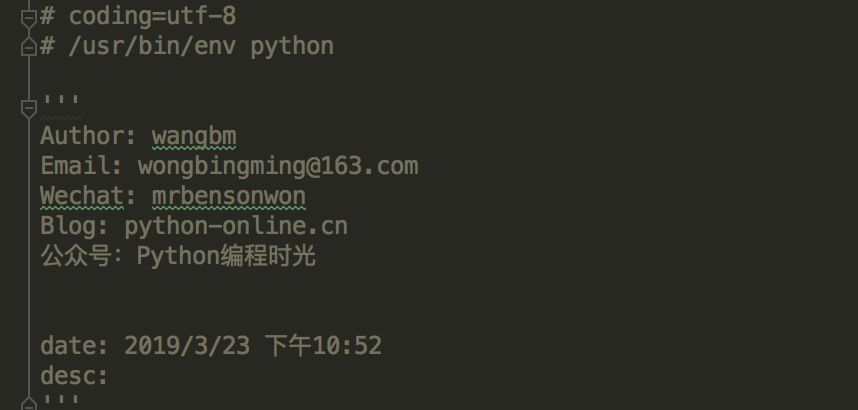 # coding=utf-8
# /usr/bin/env python
'''
Author: wangbm
Email: wongbingming@163.com
Wechat: mrbensonwon
Blog: python-online.cn
公众号：Python编程时光
date: 2019/3/23 下午10:52
desc:
'''